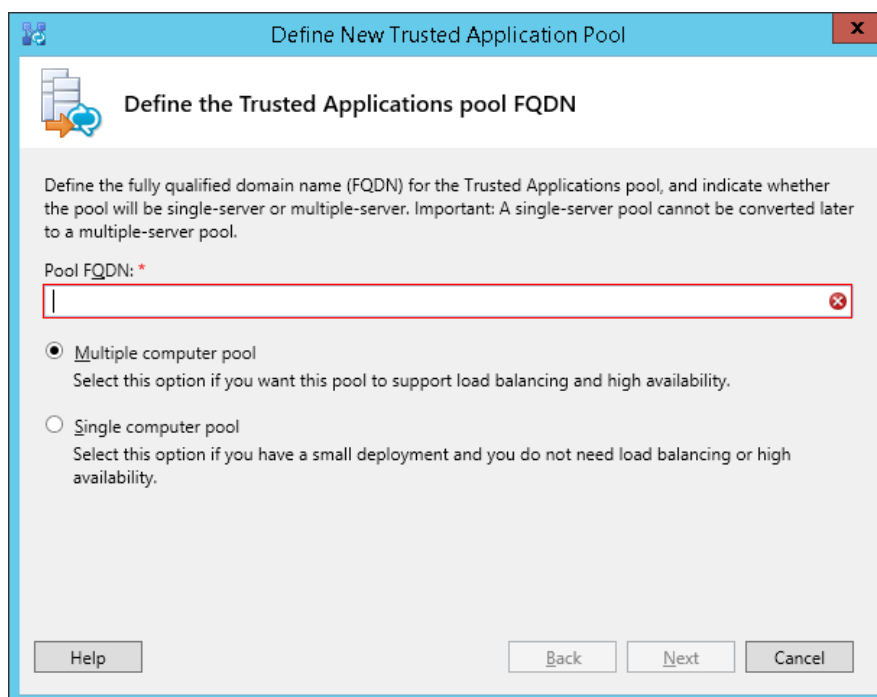 Define New Trusted Application Pool
x
Define the Trusted Applications pool FQDN
Define the fully qualified domain name (FQDN) for the Trusted Applications pool, and indicate whether
the pool will be single-server or multiple-server. Important: A single-server pool cannot be converted later
to a multiple-server pool.
Pool FQDN: *
Multiple computer pool
Select this option if you want this pool to support load balancing and high availability.
Single computer pool
Select this option if you have a small deployment and you do not need load balancing or high
availability.
Help Back Next Cancel